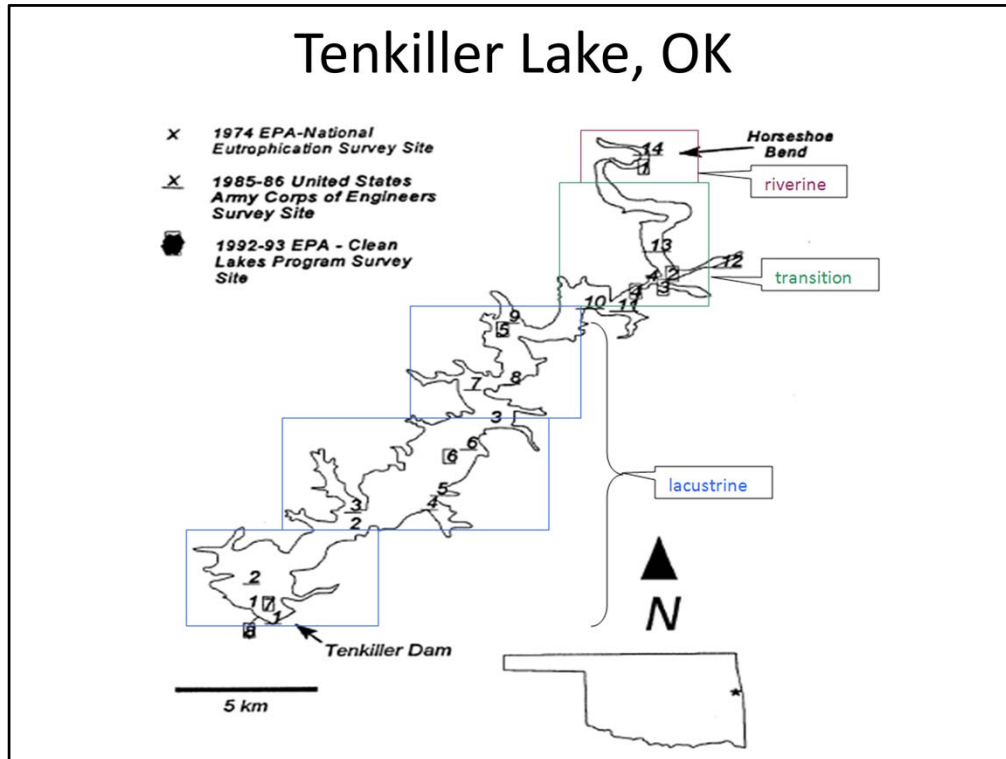 Tenkiller Lake, OK
X 1974 EPA-National
Eutrophication Survey Site
X 1985-86 United States
Army Corps of Engineers
Survey Site
1992-93 EPA - Clean
Lakes Program Survey
Site
Horseshoe
Bend
14
1
riverine
13
12
4 2
4 3
transition
10 11
9
5
7 8
3
6
6
5
4
3
2
lacustrine
2
1 7
1
8
Tenkiller Dam
N
5 km
*